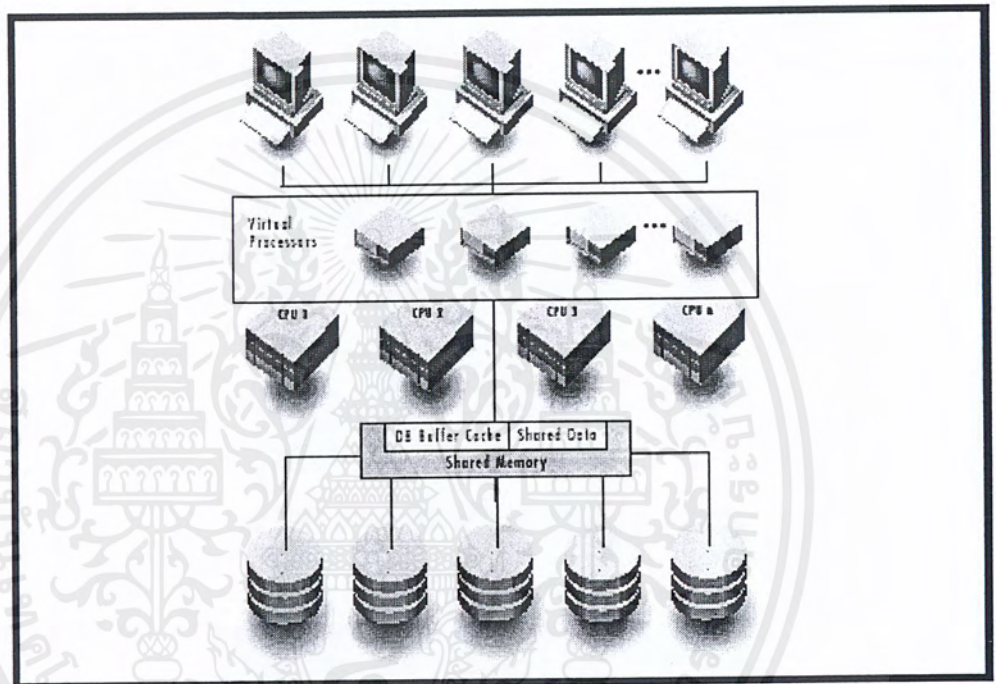 Virtual
Processors
CPU 1 CPU 2 CPU 3 CPU n
DB Buffer Cache Shared Data
Shared Memory